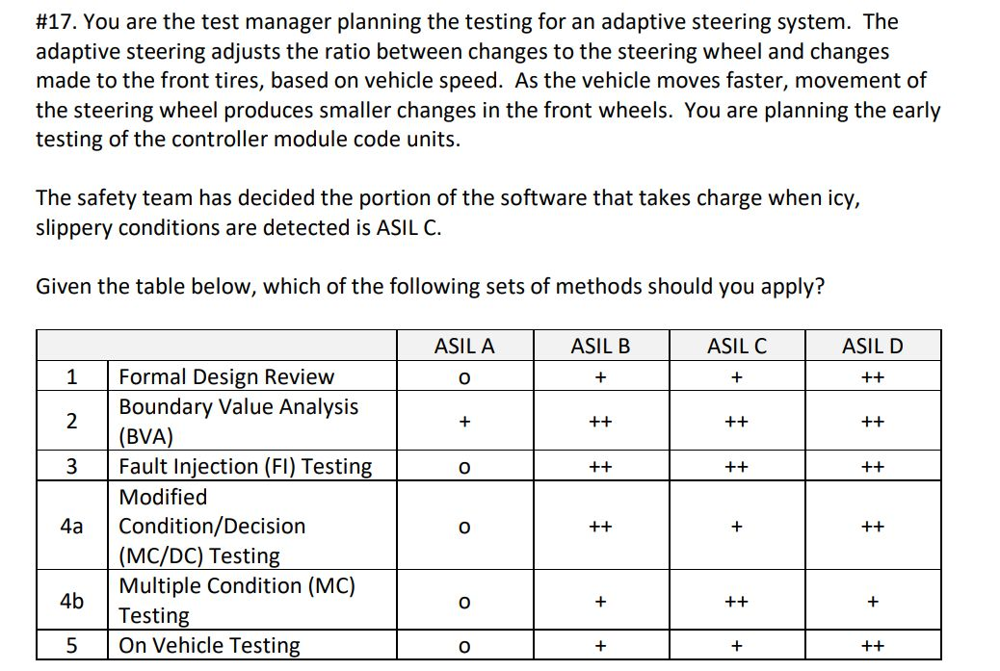 #17. You are the test manager planning the testing for an adaptive steering system. The
adaptive steering adjusts the ratio between changes to the steering wheel and changes
made to the front tires, based on vehicle speed. As the vehicle moves faster, movement of
the steering wheel produces smaller changes in the front wheels. You are planning the early
testing of the controller module code units.
The safety team has decided the portion of the software that takes charge when icy,
slippery conditions are detected is ASIL C.
Given the table below, which of the following sets of methods should you apply?
ASIL A ASIL B ASIL C ASIL D
1 Formal Design Review o + + ++
2 Boundary Value Analysis
(BVA) + ++ ++ ++
3 Fault Injection (FI) Testing o ++ ++ ++
4a Modified
Condition/Decision
(MC/DC) Testing o ++ + ++
4b Multiple Condition (MC)
Testing o + ++ +
5 On Vehicle Testing o + + ++